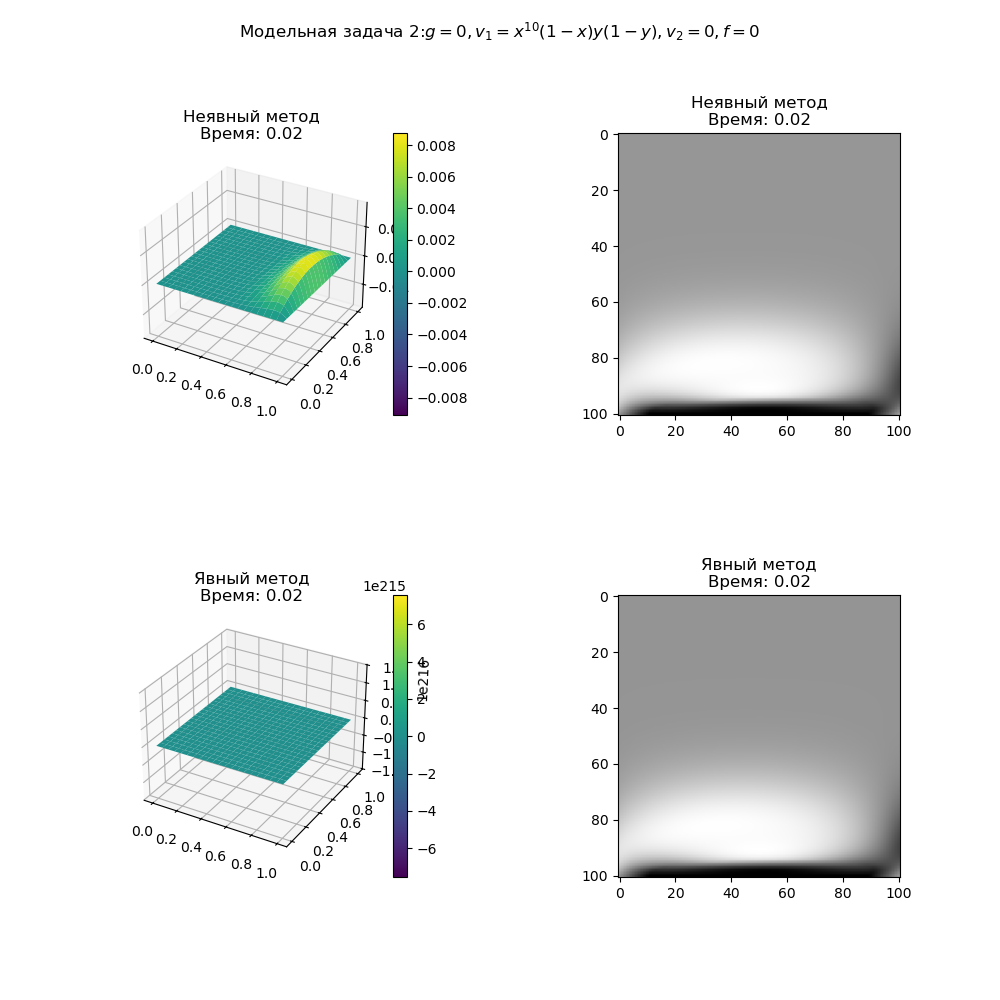 Модельная задача 2:g = 0, v₁ = x¹⁰(1 − x)y(1 − y), v₂ = 0, f = 0
Неявный метод
Время: 0.02
0.008
0.006
0.004
0.002
0.000
−0.002
−0.004
−0.006
−0.008
0.0 0.2 0.4 0.6 0.8 1.0
0.0 0.2 0.4 0.6 0.8 1.0
Неявный метод
Время: 0.02
0
20
40
60
80
100
0 20 40 60 80 100
Явный метод
Время: 0.02
1e215
6
4
2
0
−2
−4
−6
0.0 0.2 0.4 0.6 0.8 1.0
0.0 0.2 0.4 0.6 0.8 1.0
Явный метод
Время: 0.02
0
20
40
60
80
100
0 20 40 60 80 100